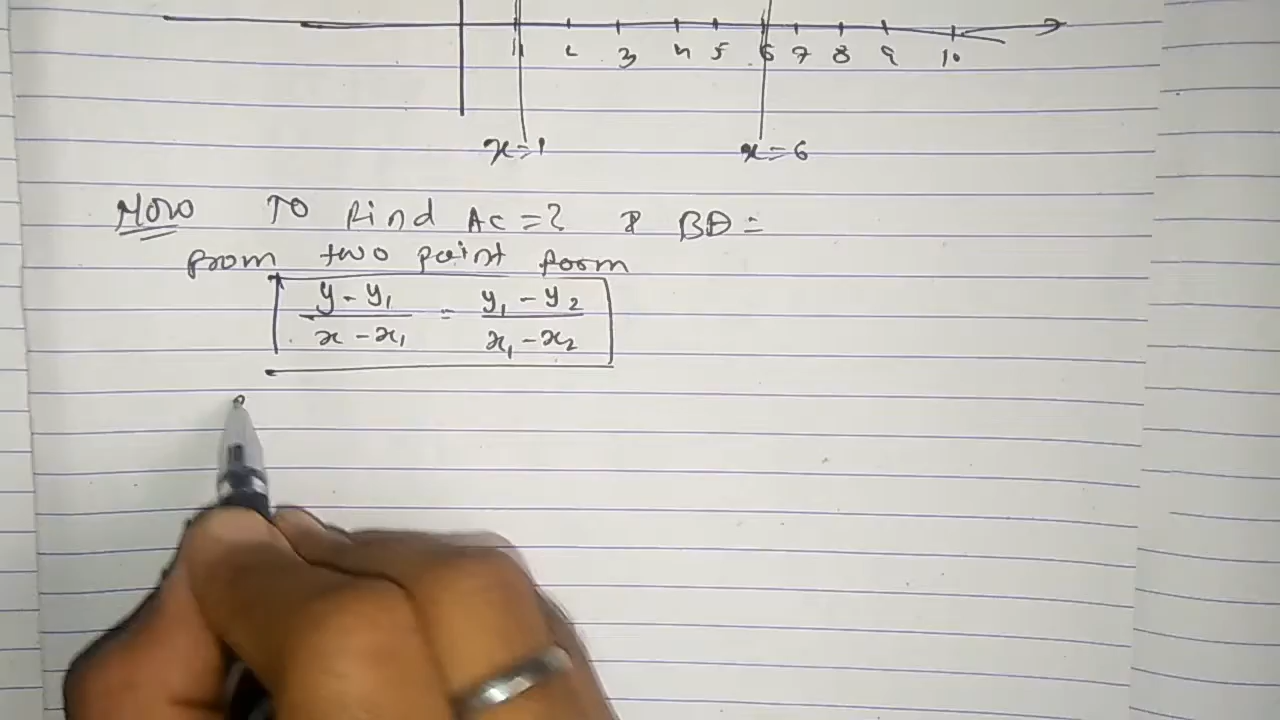 1 2 3 4 5 6 7 8 9 10
x=1 x=6
Now To Find AC=? & BD=
From two point form
y-y₁/x-x₁ = y₁-y₂/x₁-x₂